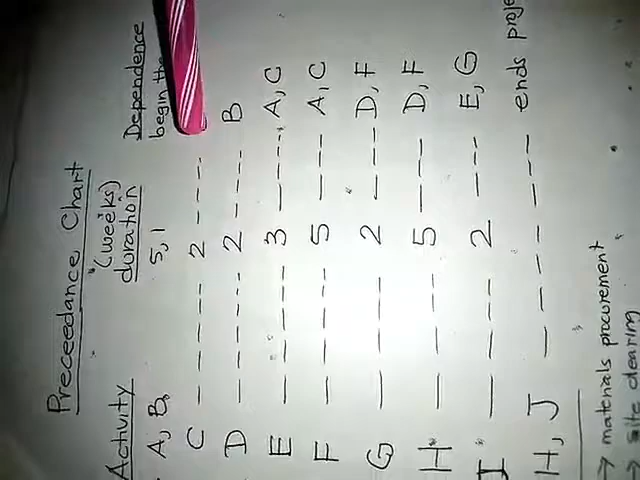 Preceedance Chart
Activity (weeks) duration Dependence
A, B, 5, 1 begin the
C ------ 2 ----
D ------ 2 ----- B
E ------ 3 ----- A, C
F ------ 5 ---- A, C
G ---- 2 ---- D, F
H ---- 5 ---- D, F
I ----- 2 --- E, G
H, J ---------- ends proje
→ materials procurement
→ site clearing